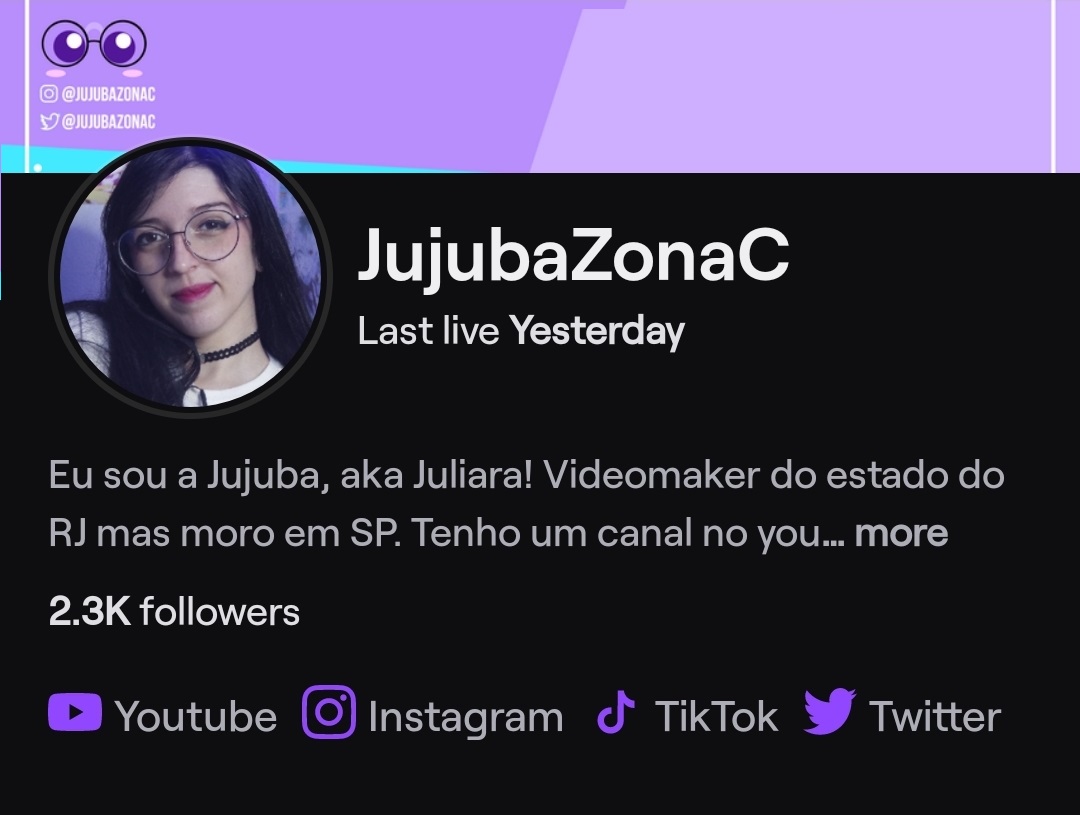 @JUJUBAZONAC
@JUJUBAZONAC
JujubaZonaC
Last live Yesterday
Eu sou a Jujuba, aka Juliara! Videomaker do estado do
RJ mas moro em SP. Tenho um canal no you... more
2.3K followers
Youtube Instagram TikTok Twitter